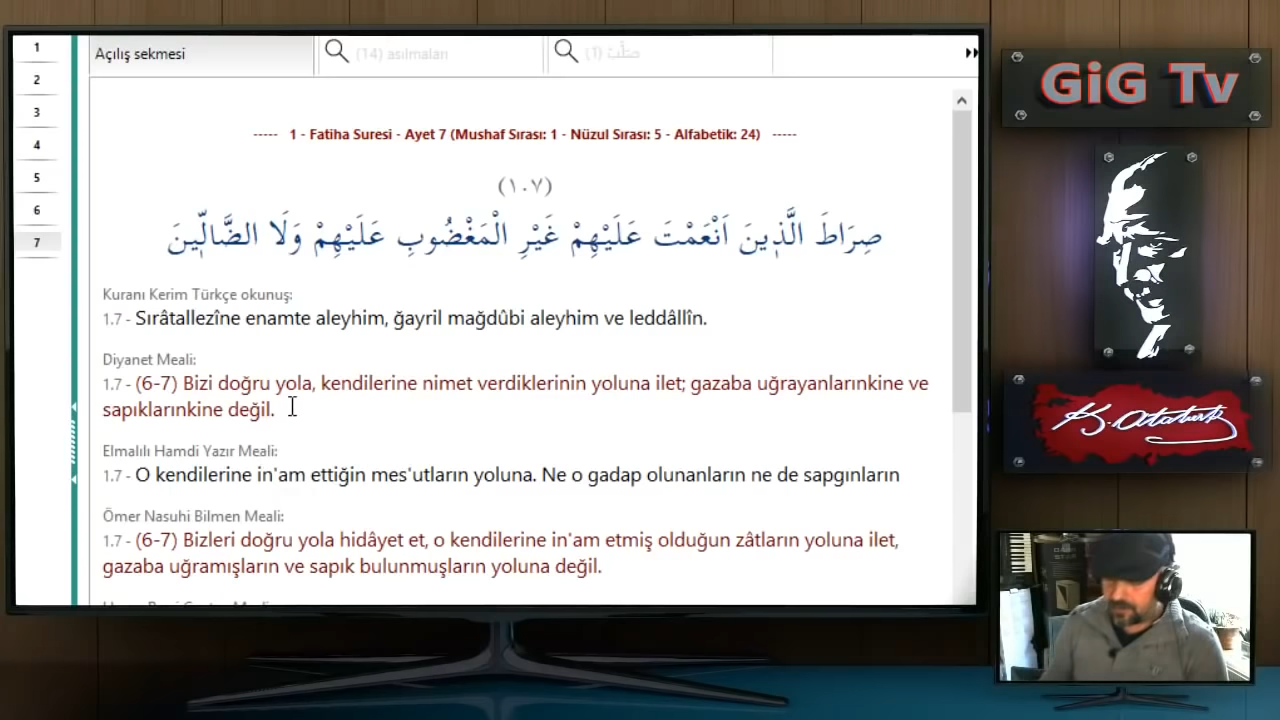 1
2
3
4
5
6
7
Açılış sekmesi
(14) asılmaları
----- 1 - Fatiha Suresi - Ayet 7 (Mushaf Sırası: 1 - Nüzul Sırası: 5 - Alfabetik: 24) -----
(١٠٧)
صِرَاطَ الَّذٖينَ اَنْعَمْتَ عَلَيْهِمْ غَيْرِ الْمَغْضُوبِ عَلَيْهِمْ وَلَا الضَّالّٖينَ
Kuranı Kerim Türkçe okunuş:
1.7 - Sırâtallezîne enamte aleyhim, ğayril mağdûbi aleyhim ve leddâllîn.
Diyanet Meali:
1.7 - (6-7) Bizi doğru yola, kendilerine nimet verdiklerinin yoluna ilet; gazaba uğrayanlarınkine ve
sapıklarınkine değil.
Elmalılı Hamdi Yazır Meali:
1.7 - O kendilerine in'am ettiğin mes'utların yoluna. Ne o gadap olunanların ne de sapgınların
Ömer Nasuhi Bilmen Meali:
1.7 - (6-7) Bizleri doğru yola hidâyet et, o kendilerine in'am etmiş olduğun zâtların yoluna ilet,
gazaba uğramışların ve sapık bulunmuşların yoluna değil.
GiG Tv
K. Atatürk